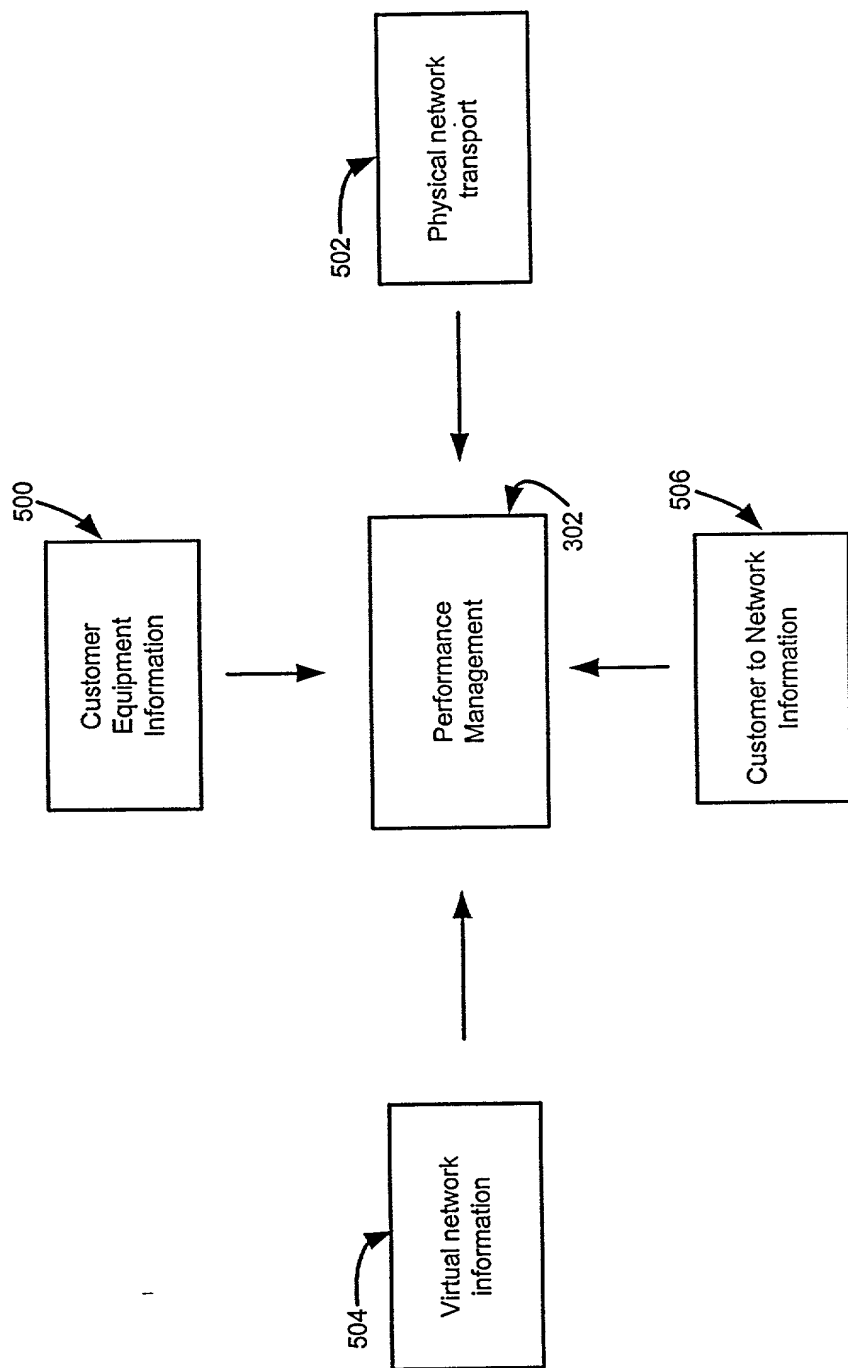 500
Customer
Equipment
Information
502
Physical network
transport
Performance
Management
302
504
Virtual network
information
506
Customer to Network
Information